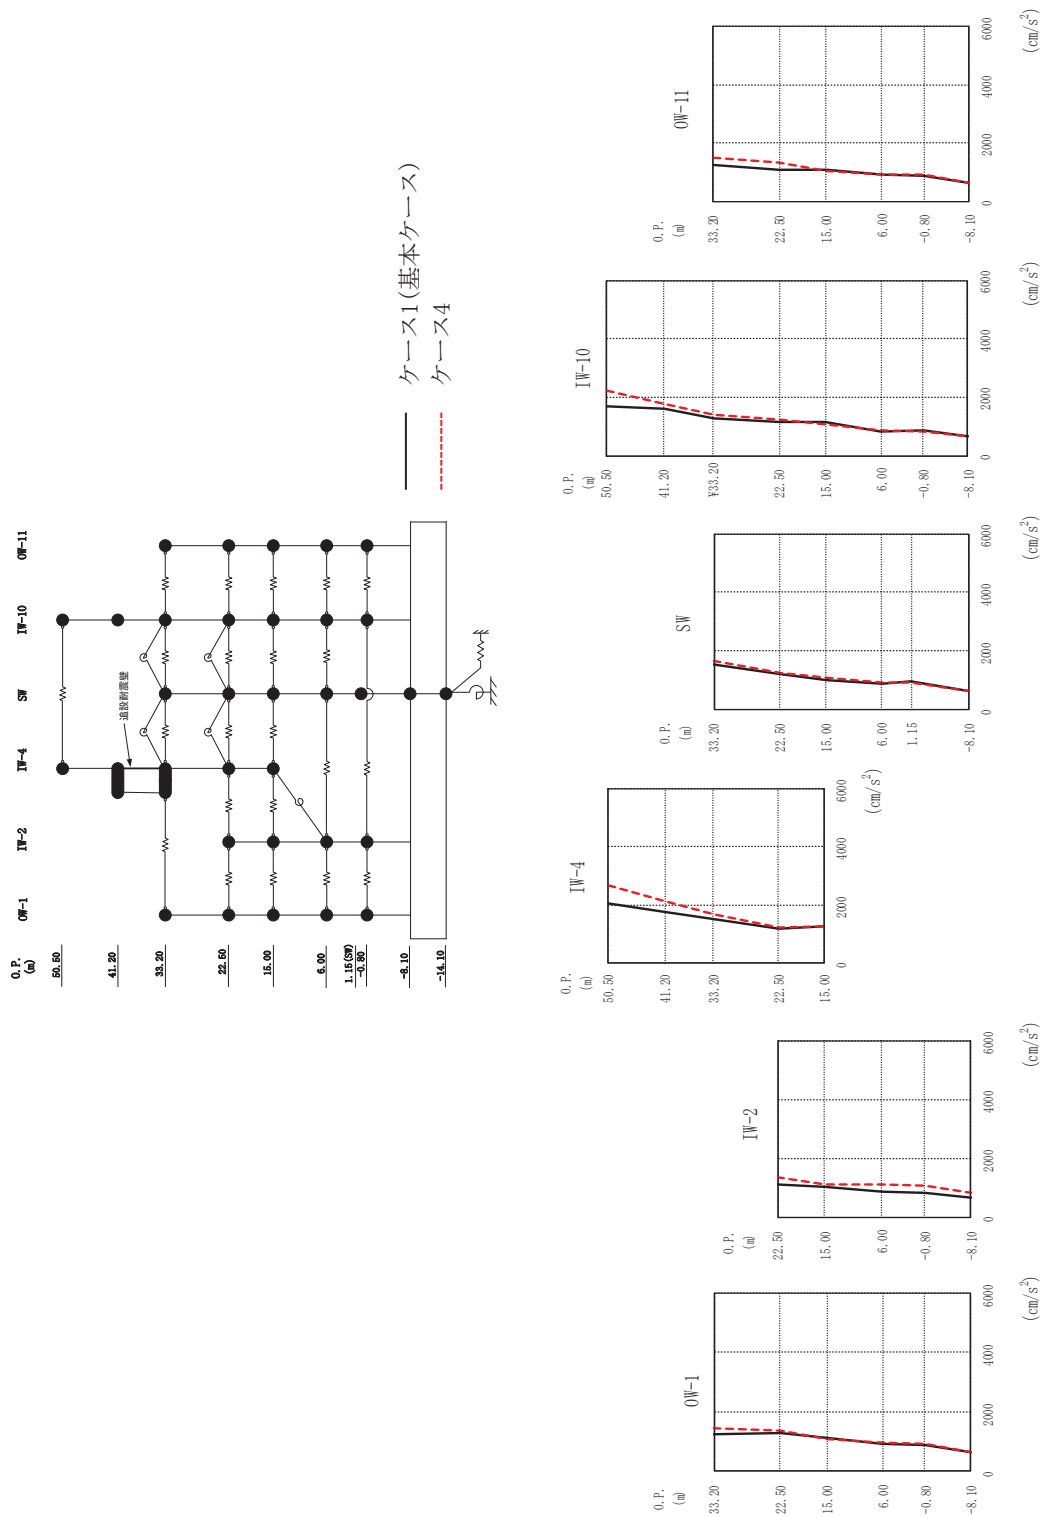 OW-1 IW-2 IW-4 SW IW-10 OW-11
O.P.
(m)
50.50
41.20
33.20
22.50
15.00
6.00
1.15(SW)
-0.80
-8.10
-14.10
追設耐震壁
ケース1(基本ケース)
ケース4
OW-1
O.P.
(m)
33.20
22.50
15.00
6.00
-0.80
-8.10
0 2000 4000 6000
(cm/s²)
IW-2
O.P.
(m)
22.50
15.00
6.00
-0.80
-8.10
0 2000 4000 6000
(cm/s²)
IW-4
O.P.
(m)
50.50
41.20
33.20
22.50
15.00
0 2000 4000 6000
(cm/s²)
SW
O.P.
(m)
33.20
22.50
15.00
6.00
1.15
-8.10
0 2000 4000 6000
(cm/s²)
IW-10
O.P.
(m)
50.50
41.20
¥33.20
22.50
15.00
6.00
-0.80
-8.10
0 2000 4000 6000
(cm/s²)
OW-11
O.P.
(m)
33.20
22.50
15.00
6.00
-0.80
-8.10
0 2000 4000 6000
(cm/s²)